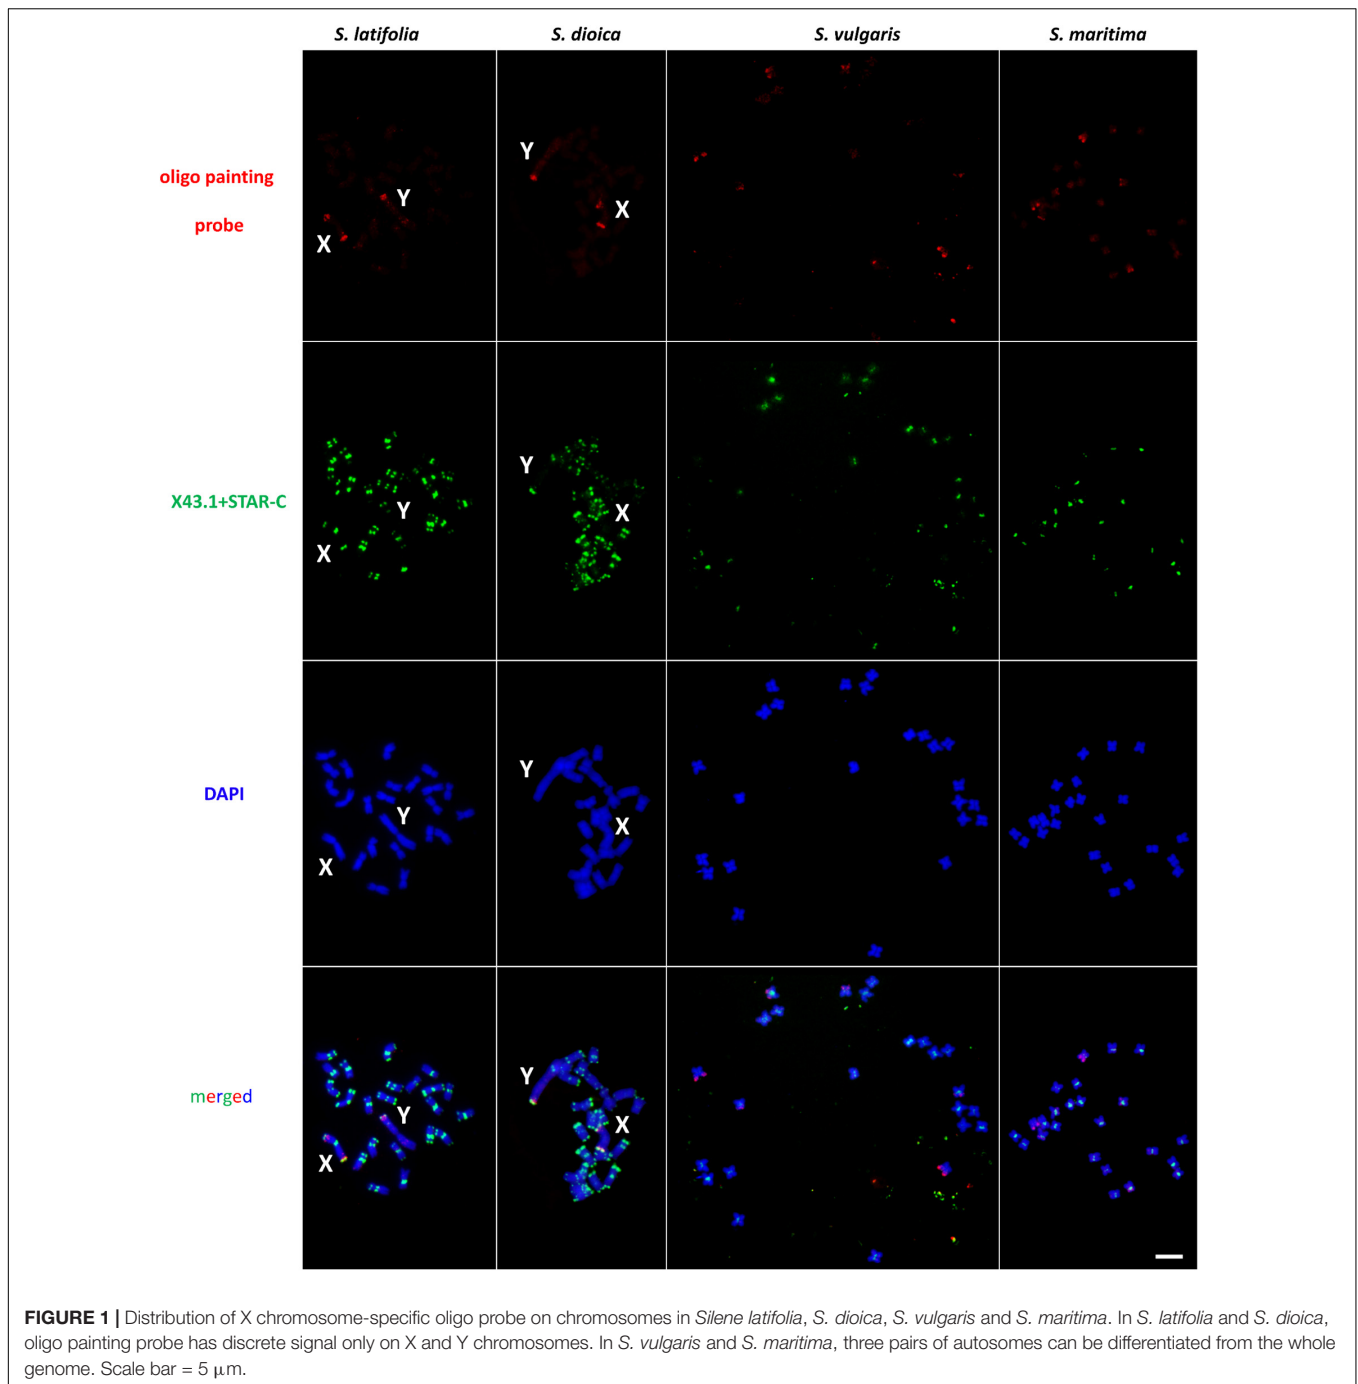 S. latifolia S. dioica S. vulgaris S. maritima
oligo painting
probe
Y
X
Y
X
X43.1+STAR-C
Y
X
Y
X
DAPI
Y
X
Y
X
merged
Y
X
Y
X
FIGURE 1 | Distribution of X chromosome-specific oligo probe on chromosomes in Silene latifolia, S. dioica, S. vulgaris and S. maritima. In S. latifolia and S. dioica,
oligo painting probe has discrete signal only on X and Y chromosomes. In S. vulgaris and S. maritima, three pairs of autosomes can be differentiated from the whole
genome. Scale bar = 5 μm.